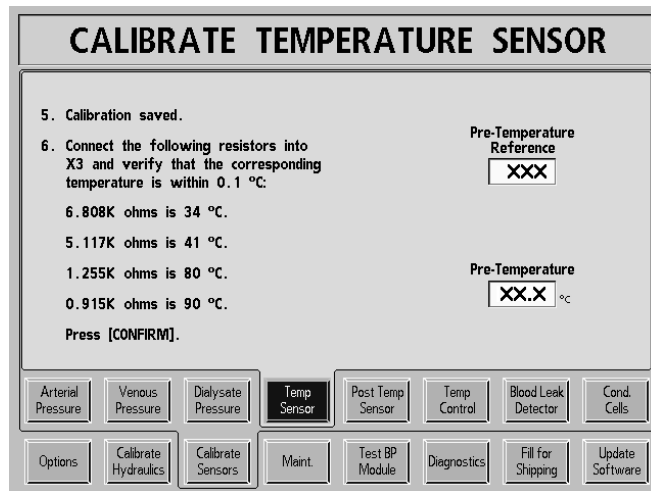 CALIBRATE TEMPERATURE SENSOR
5. Calibration saved.
6. Connect the following resistors into
X3 and verify that the corresponding
temperature is within 0.1 ºC:
6.808K ohms is 34 ºC.
5.117K ohms is 41 ºC.
1.255K ohms is 80 ºC.
0.915K ohms is 90 ºC.
Press [CONFIRM].
Pre-Temperature
Reference
XXX
Pre-Temperature
XX.X ºC
Arterial Pressure
Venous Pressure
Dialysate Pressure
Temp Sensor
Post Temp Sensor
Temp Control
Blood Leak Detector
Cond. Cells
Options
Calibrate Hydraulics
Calibrate Sensors
Maint.
Test BP Module
Diagnostics
Fill for Shipping
Update Software